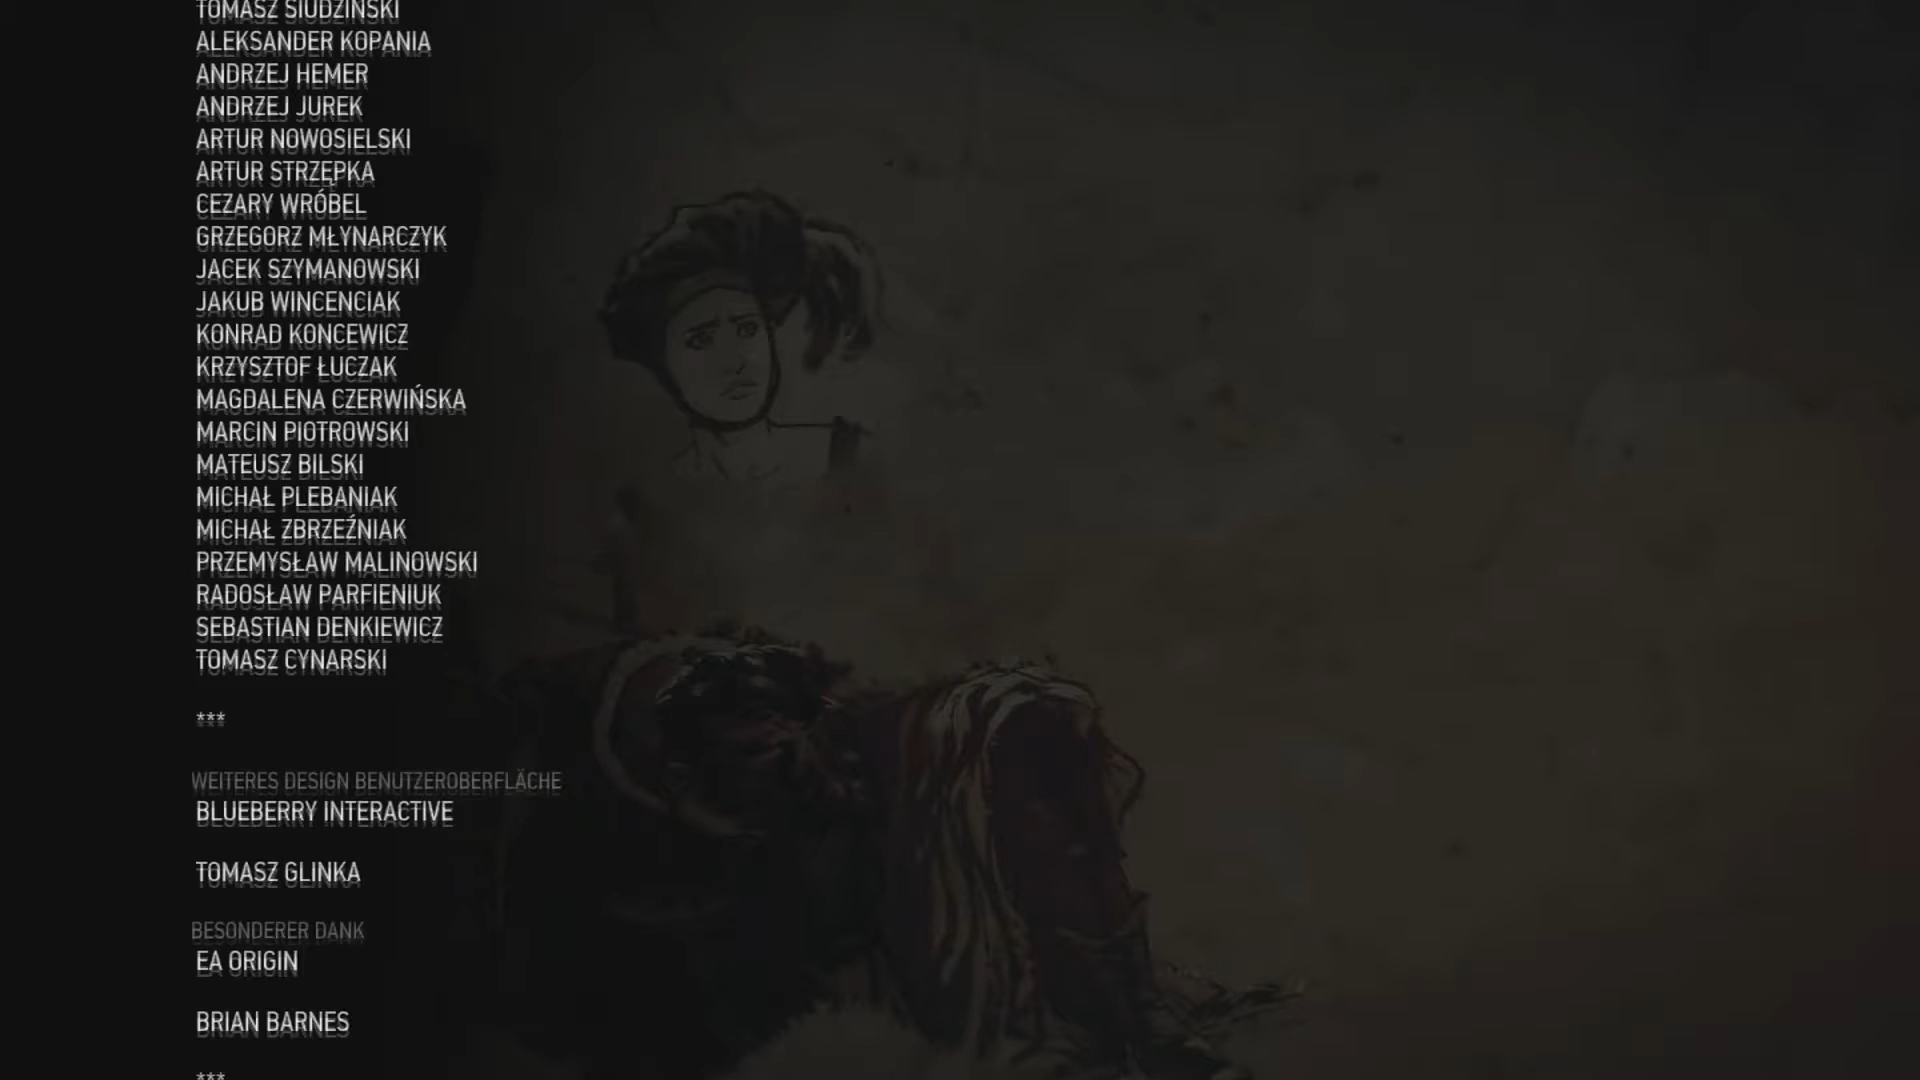 TOMASZ SIUDZIŃSKI
ALEKSANDER KOPANIA
ANDRZEJ HEMER
ANDRZEJ JUREK
ARTUR NOWOSIELSKI
ARTUR STRZĘPKA
CEZARY WRÓBEL
GRZEGORZ MŁYNARCZYK
JACEK SZYMANOWSKI
JAKUB WINCENCIAK
KONRAD KONCEWICZ
KRZYSZTOF ŁUCZAK
MAGDALENA CZERWIŃSKA
MARCIN PIOTROWSKI
MATEUSZ BILSKI
MICHAŁ PLEBANIAK
MICHAŁ ZBRZEŹNIAK
PRZEMYSŁAW MALINOWSKI
RADOSŁAW PARFIENIUK
SEBASTIAN DENKIEWICZ
TOMASZ CYNARSKI
***
WEITERES DESIGN BENUTZEROBERFLÄCHE
BLUEBERRY INTERACTIVE
TOMASZ GLINKA
BESONDERER DANK
EA ORIGIN
BRIAN BARNES
***